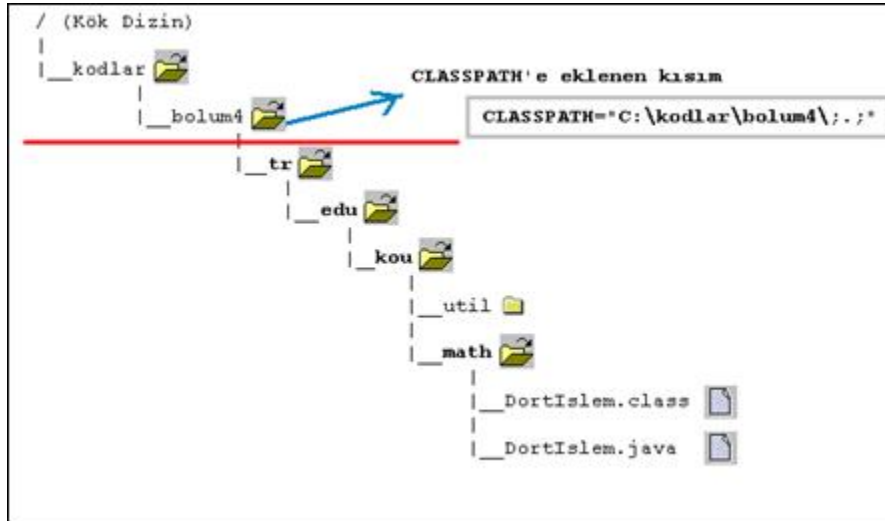 / (Kök Dizin)
|__kodlar
CLASSPATH'e eklenen kısım
|__bolum4
CLASSPATH="C:\kodlar\bolum4\;.;"
|__tr
|__edu
|__kou
|__util
|__math
|__DortIslem.class
|__DortIslem.java